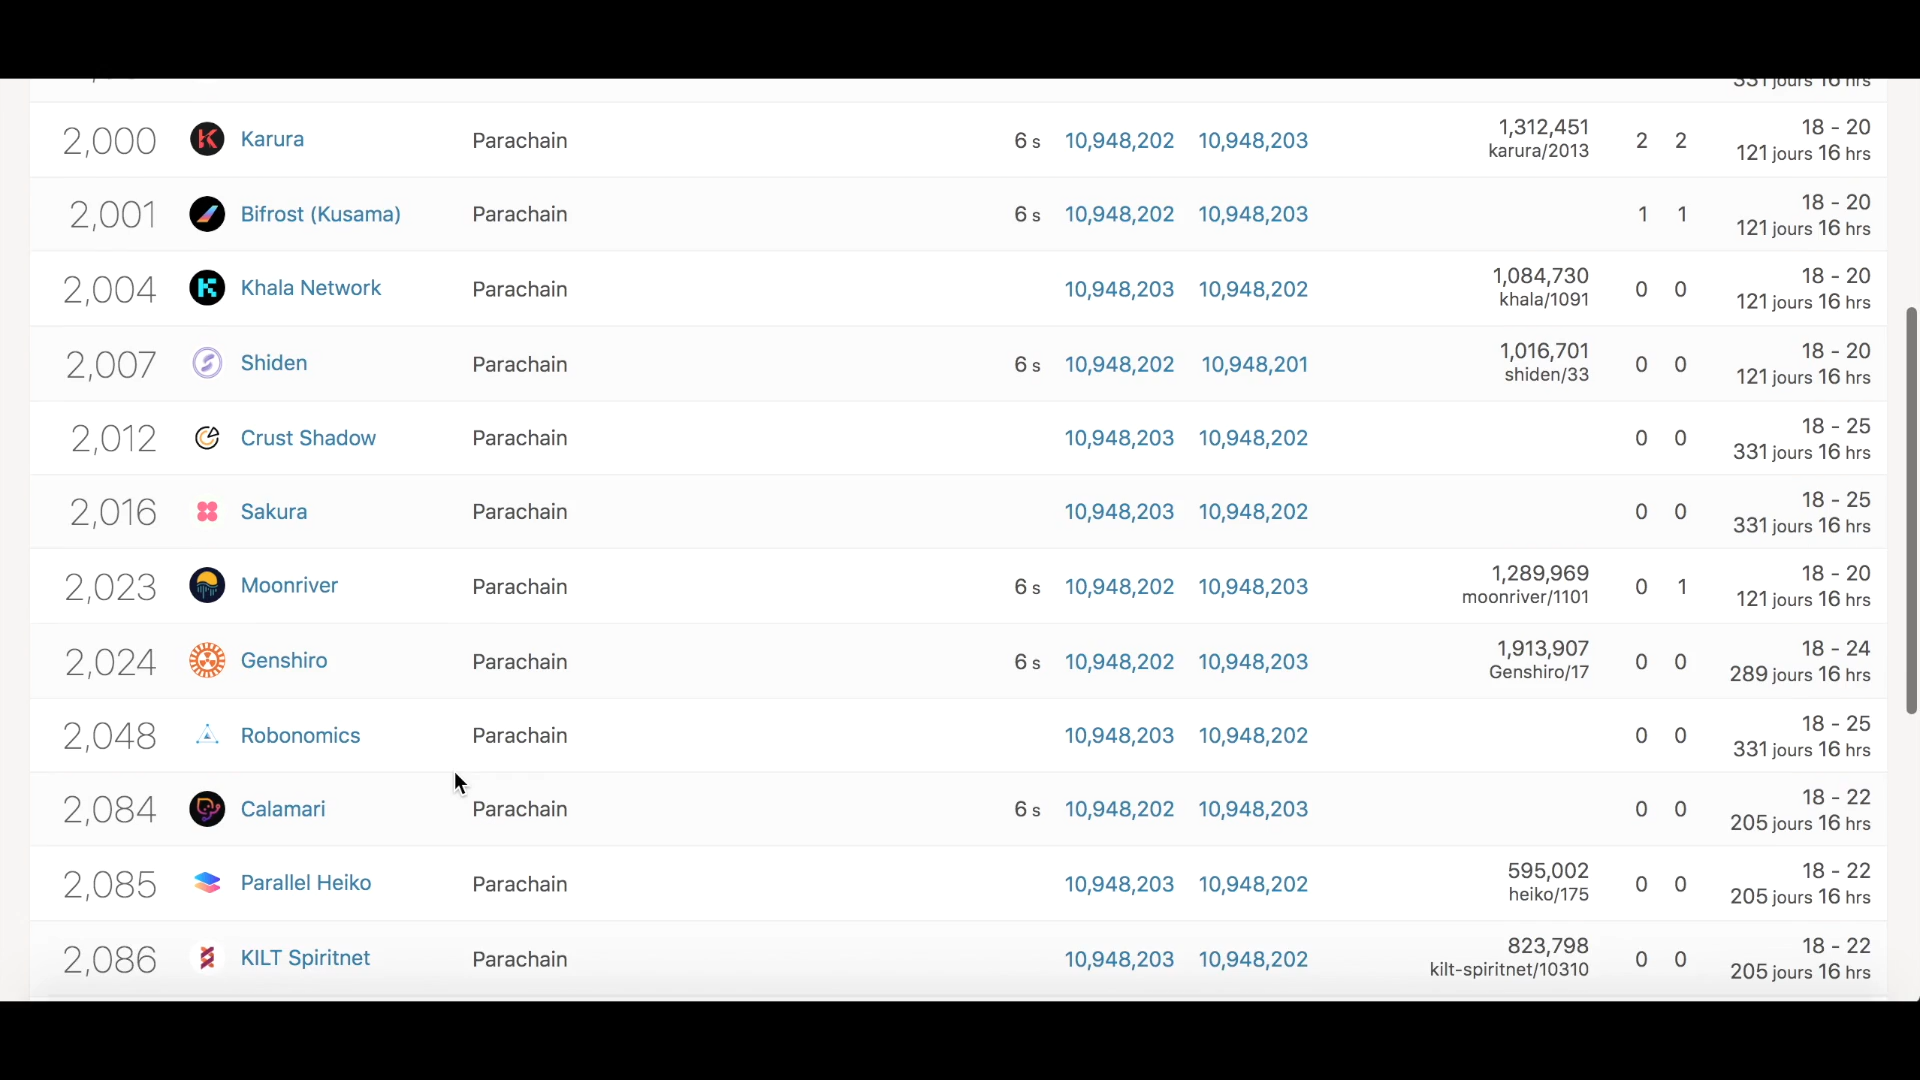 331 jours 16 hrs
2,000 Karura Parachain 6 s 10,948,202 10,948,203 1,312,451 karura/2013 2 2 18 - 20 121 jours 16 hrs
2,001 Bifrost (Kusama) Parachain 6 s 10,948,202 10,948,203 1 1 18 - 20 121 jours 16 hrs
2,004 Khala Network Parachain 10,948,203 10,948,202 1,084,730 khala/1091 0 0 18 - 20 121 jours 16 hrs
2,007 Shiden Parachain 6 s 10,948,202 10,948,201 1,016,701 shiden/33 0 0 18 - 20 121 jours 16 hrs
2,012 Crust Shadow Parachain 10,948,203 10,948,202 0 0 18 - 25 331 jours 16 hrs
2,016 Sakura Parachain 10,948,203 10,948,202 0 0 18 - 25 331 jours 16 hrs
2,023 Moonriver Parachain 6 s 10,948,202 10,948,203 1,289,969 moonriver/1101 0 1 18 - 20 121 jours 16 hrs
2,024 Genshiro Parachain 6 s 10,948,202 10,948,203 1,913,907 Genshiro/17 0 0 18 - 24 289 jours 16 hrs
2,048 Robonomics Parachain 10,948,203 10,948,202 0 0 18 - 25 331 jours 16 hrs
2,084 Calamari Parachain 6 s 10,948,202 10,948,203 0 0 18 - 22 205 jours 16 hrs
2,085 Parallel Heiko Parachain 10,948,203 10,948,202 595,002 heiko/175 0 0 18 - 22 205 jours 16 hrs
2,086 KILT Spiritnet Parachain 10,948,203 10,948,202 823,798 kilt-spiritnet/10310 0 0 18 - 22 205 jours 16 hrs